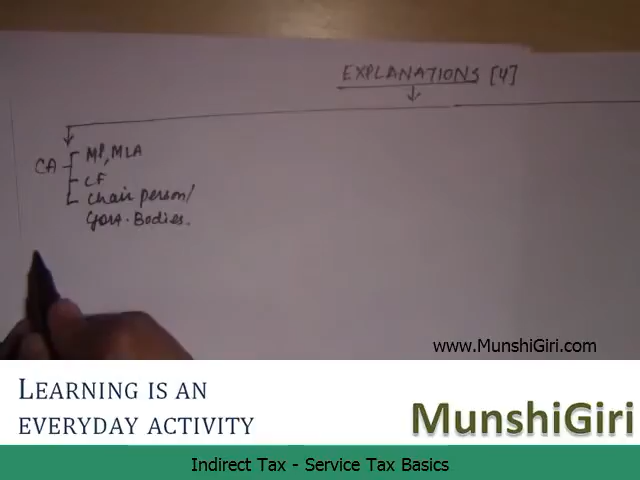 EXPLANATIONS [4]
CA
MP, MLA
CF
Chair person/
Govt. Bodies.
www.MunshiGiri.com
LEARNING IS AN
EVERYDAY ACTIVITY
MunshiGiri
Indirect Tax - Service Tax Basics